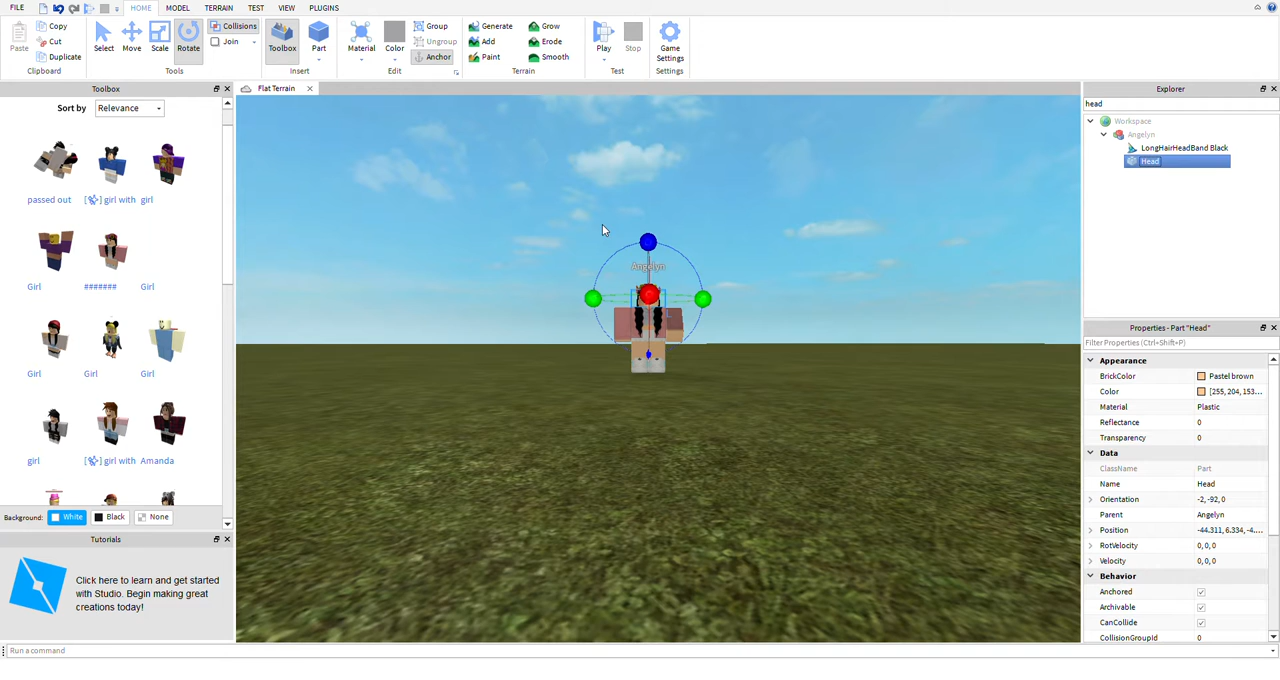 FILE HOME MODEL TERRAIN TEST VIEW PLUGINS
Paste Copy Cut Duplicate Select Move Scale Rotate Collisions Join Toolbox Part Material Color Group Ungroup Anchor Generate Add Paint Grow Erode Smooth Play Stop Game Settings
Clipboard Tools Insert Edit Terrain Test Settings
Toolbox
Sort by Relevance
passed out girl with girl
Girl ####### Girl
Girl Girl Girl
girl girl with Amanda
Background: White Black None
Tutorials
Click here to learn and get started
with Studio. Begin making great
creations today!
Flat Terrain
Angelyn
Explorer
head
Workspace
Angelyn
LongHairHeadBand Black
Head
Properties - Part "Head"
Filter Properties (Ctrl+Shift+P)
Appearance
BrickColor Pastel brown
Color [255, 204, 153...
Material Plastic
Reflectance 0
Transparency 0
Data
ClassName Part
Name Head
Orientation -2, -92, 0
Parent Angelyn
Position -44.311, 6.334, -4....
RotVelocity 0, 0, 0
Velocity 0, 0, 0
Behavior
Anchored
Archivable
CanCollide
CollisionGroupId 0
Run a command